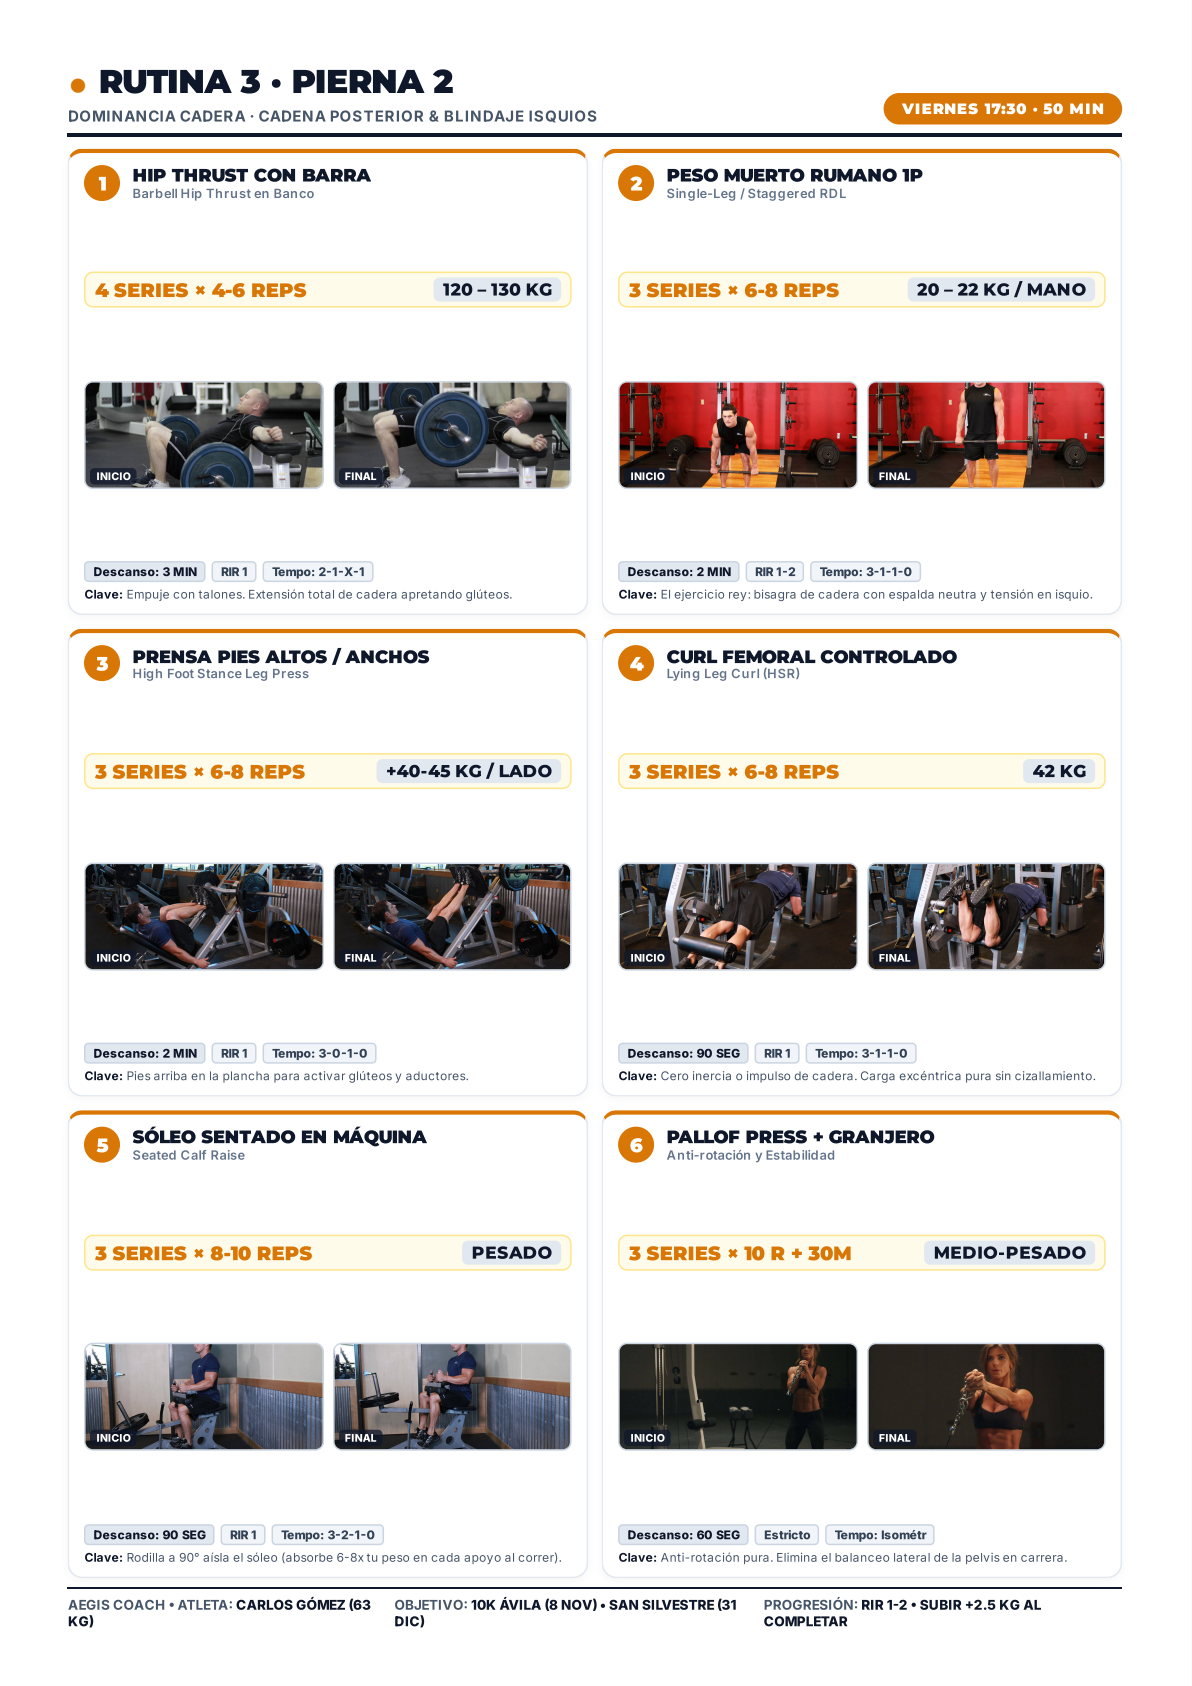 • RUTINA 3 • PIERNA 2
DOMINANCIA CADERA · CADENA POSTERIOR & BLINDAJE ISQUIOS
VIERNES 17:30 • 50 MIN
1
HIP THRUST CON BARRA
Barbell Hip Thrust en Banco
4 SERIES × 4-6 REPS
120 – 130 KG
INICIO
FINAL
Descanso: 3 MIN
RIR 1
Tempo: 2-1-X-1
Clave: Empuje con talones. Extensión total de cadera apretando glúteos.
2
PESO MUERTO RUMANO 1P
Single-Leg / Staggered RDL
3 SERIES × 6-8 REPS
20 – 22 KG / MANO
INICIO
FINAL
Descanso: 2 MIN
RIR 1-2
Tempo: 3-1-1-0
Clave: El ejercicio rey: bisagra de cadera con espalda neutra y tensión en isquio.
3
PRENSA PIES ALTOS / ANCHOS
High Foot Stance Leg Press
3 SERIES × 6-8 REPS
+40-45 KG / LADO
INICIO
FINAL
Descanso: 2 MIN
RIR 1
Tempo: 3-0-1-0
Clave: Pies arriba en la plancha para activar glúteos y aductores.
4
CURL FEMORAL CONTROLADO
Lying Leg Curl (HSR)
3 SERIES × 6-8 REPS
42 KG
INICIO
FINAL
Descanso: 90 SEG
RIR 1
Tempo: 3-1-1-0
Clave: Cero inercia o impulso de cadera. Carga excéntrica pura sin cizallamiento.
5
SÓLEO SENTADO EN MÁQUINA
Seated Calf Raise
3 SERIES × 8-10 REPS
PESADO
INICIO
FINAL
Descanso: 90 SEG
RIR 1
Tempo: 3-2-1-0
Clave: Rodilla a 90° aísla el sóleo (absorbe 6-8x tu peso en cada apoyo al correr).
6
PALLOF PRESS + GRANJERO
Anti-rotación y Estabilidad
3 SERIES × 10 R + 30M
MEDIO-PESADO
INICIO
FINAL
Descanso: 60 SEG
Estricto
Tempo: Isométr
Clave: Anti-rotación pura. Elimina el balanceo lateral de la pelvis en carrera.
AEGIS COACH • ATLETA: CARLOS GÓMEZ (63
KG)
OBJETIVO: 10K ÁVILA (8 NOV) • SAN SILVESTRE (31
DIC)
PROGRESIÓN: RIR 1-2 • SUBIR +2.5 KG AL
COMPLETAR